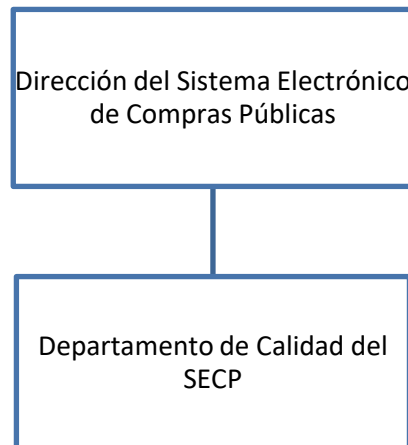 Dirección del Sistema Electrónico
de Compras Públicas
Departamento de Calidad del
SECP